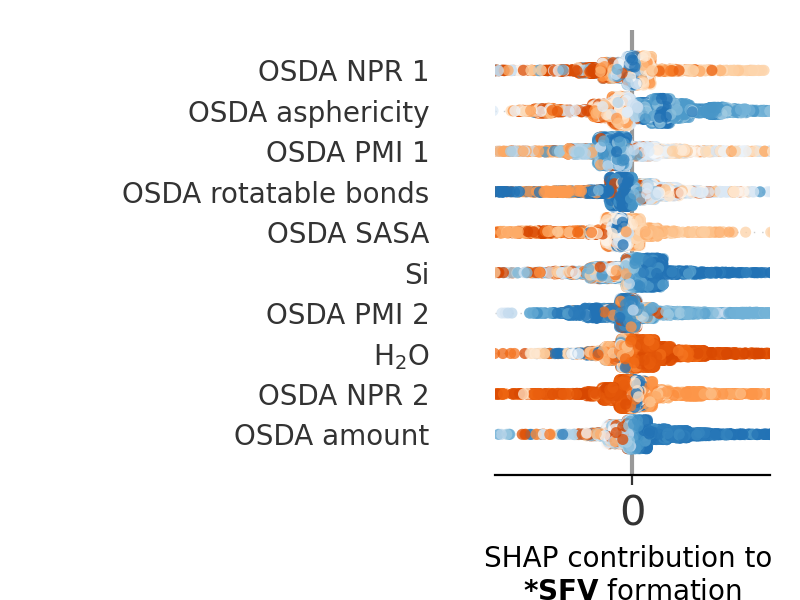 OSDA NPR 1
OSDA asphericity
OSDA PMI 1
OSDA rotatable bonds
OSDA SASA
Si
OSDA PMI 2
H₂O
OSDA NPR 2
OSDA amount
0
SHAP contribution to
*SFV formation